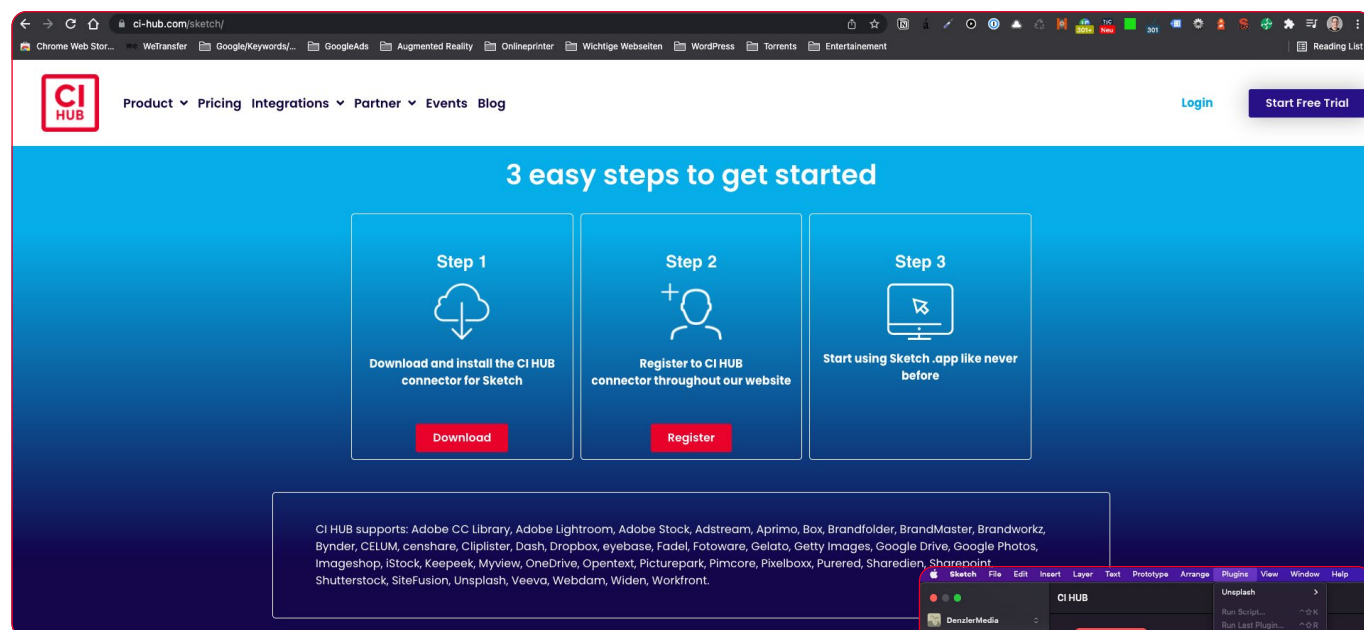 ci-hub.com/sketch/
301+
Neu
301
Chrome Web Stor...
WeTransfer
Google/Keywords/...
GoogleAds
Augmented Reality
Onlineprinter
Wichtige Webseiten
WordPress
Torrents
Entertainement
Reading List
CI
HUB
Product
Pricing
Integrations
Partner
Events
Blog
Login
Start Free Trial
3 easy steps to get started
Step 1
Download and install the CI HUB
connector for Sketch
Download
Step 2
Register to CI HUB
connector throughout our website
Register
Step 3
Start using Sketch .app like never
before
CI HUB supports: Adobe CC Library, Adobe Lightroom, Adobe Stock, Adstream, Aprimo, Box, Brandfolder, BrandMaster, Brandworkz,
Bynder, CELUM, censhare, Cliplister, Dash, Dropbox, eyebase, Fadel, Fotoware, Gelato, Getty Images, Google Drive, Google Photos,
Imageshop, iStock, Keepeek, Myview, OneDrive, Opentext, Picturepark, Pimcore, Pixelboxx, Purered, Sharedien, Sharepoint,
Shutterstock, SiteFusion, Unsplash, Veeva, Webdam, Widen, Workfront.
Sketch File Edit Insert Layer Text Prototype Arrange Plugins View Window Help
CI HUB
DenzlerMedia
Unsplash
Run Script... ^⇧K
Run Last Plugin... ^⇧R